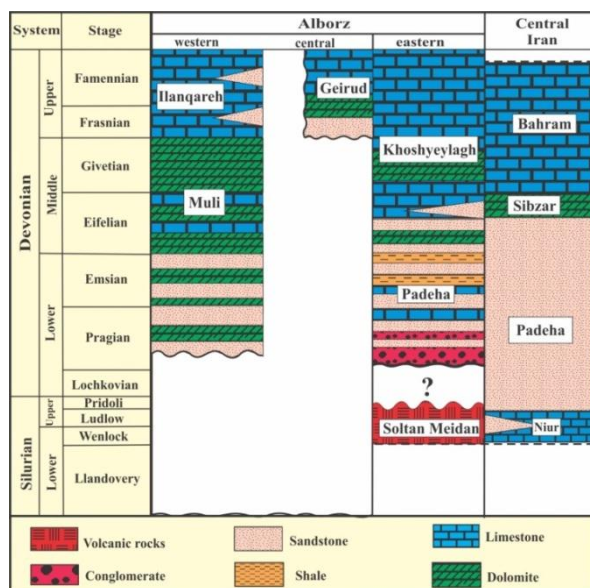 System
Stage
Alborz
Central
Iran
western
central
eastern
Devonian
Upper
Middle
Lower
Silurian
Upper
Lower
Famennian
Frasnian
Givetian
Eifelian
Emsian
Pragian
Lochkovian
Pridoli
Ludlow
Wenlock
Llandovery
Ilanqareh
Muli
Geirud
Khoshyeylagh
Padeha
?
Soltan Meidan
Bahram
Sibzar
Padeha
Niur
Volcanic rocks
Sandstone
Limestone
Conglomerate
Shale
Dolomite